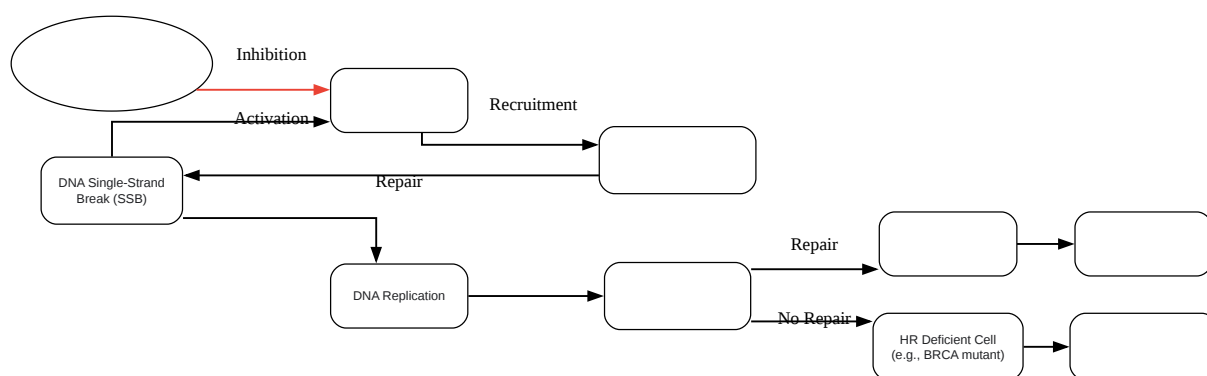 Inhibition
Activation
Recruitment
DNA Single-Strand
Break (SSB)
Repair
DNA Replication
Repair
No Repair
HR Deficient Cell
(e.g., BRCA mutant)